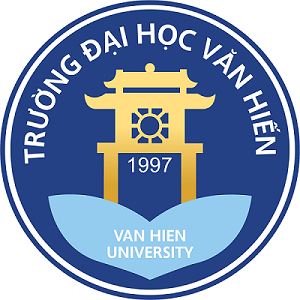 TRƯỜNG ĐẠI HỌC VĂN HIẾN
1997
VAN HIEN
UNIVERSITY